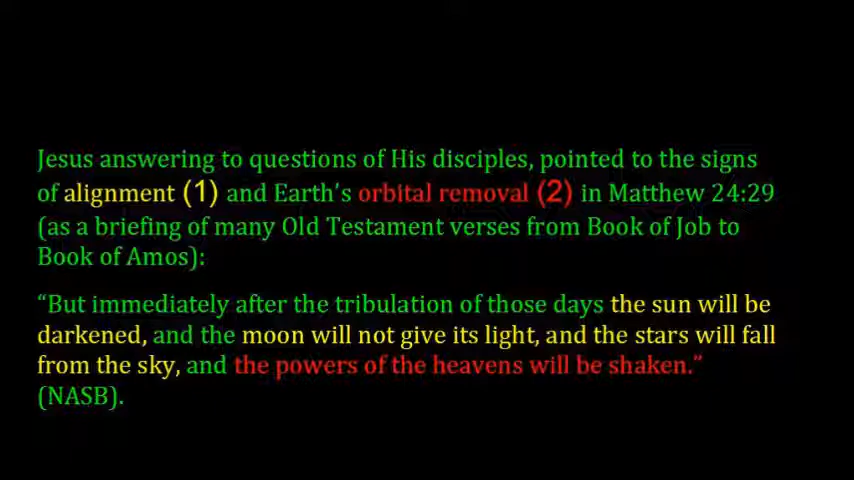 Jesus answering to questions of His disciples, pointed to the signs
of alignment (1) and Earth's orbital removal (2) in Matthew 24:29
(as a briefing of many Old Testament verses from Book of Job to
Book of Amos):
“But immediately after the tribulation of those days the sun will be
darkened, and the moon will not give its light, and the stars will fall
from the sky, and the powers of the heavens will be shaken.”
(NASB).